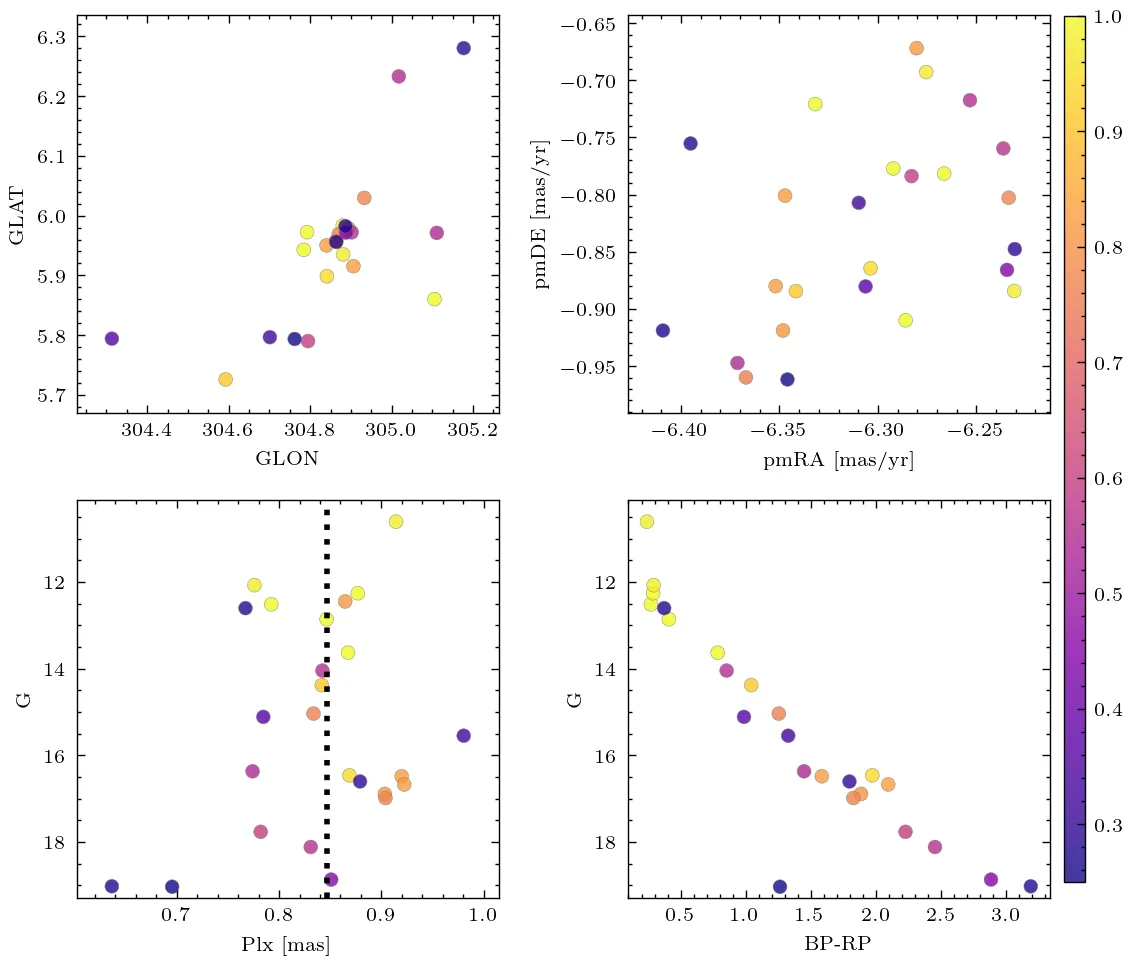 6.3
6.2
6.1
6.0
5.9
5.8
5.7
GLAT
304.4 304.6 304.8 305.0 305.2
GLON
−0.65
−0.70
−0.75
−0.80
−0.85
−0.90
−0.95
pmDE [mas/yr]
−6.40 −6.35 −6.30 −6.25
pmRA [mas/yr]
1.0
0.9
0.8
0.7
0.6
0.5
0.4
0.3
12
14
16
18
G
0.7 0.8 0.9 1.0
Plx [mas]
12
14
16
18
G
0.5 1.0 1.5 2.0 2.5 3.0
BP-RP